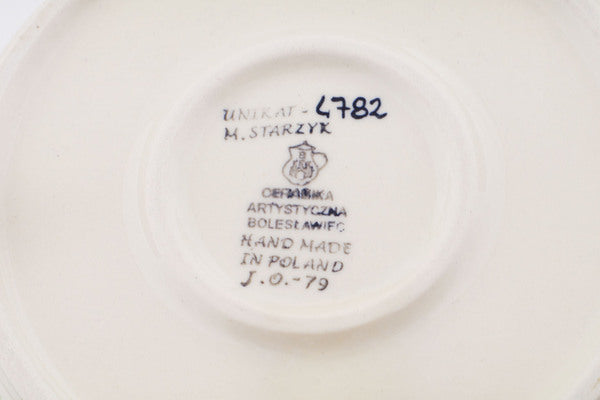 UNIKAT - 4782
M. STARZYK
CERAMIKA
ARTYSTYCZNA
BOLESŁAWIEC
HAND MADE
IN POLAND
J.O.-79